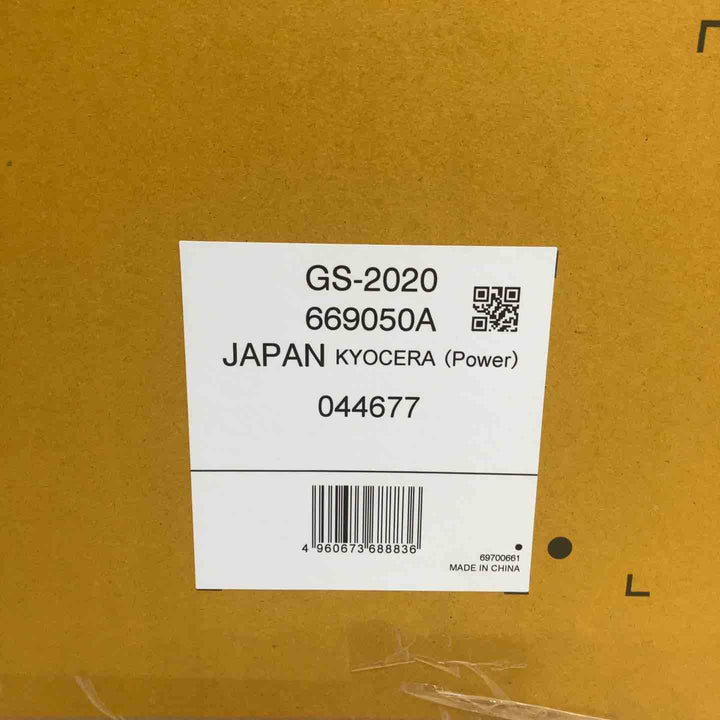 GS-2020
669050A
JAPAN KYOCERA (Power)
044677
4 960673 688836
69700661
MADE IN CHINA